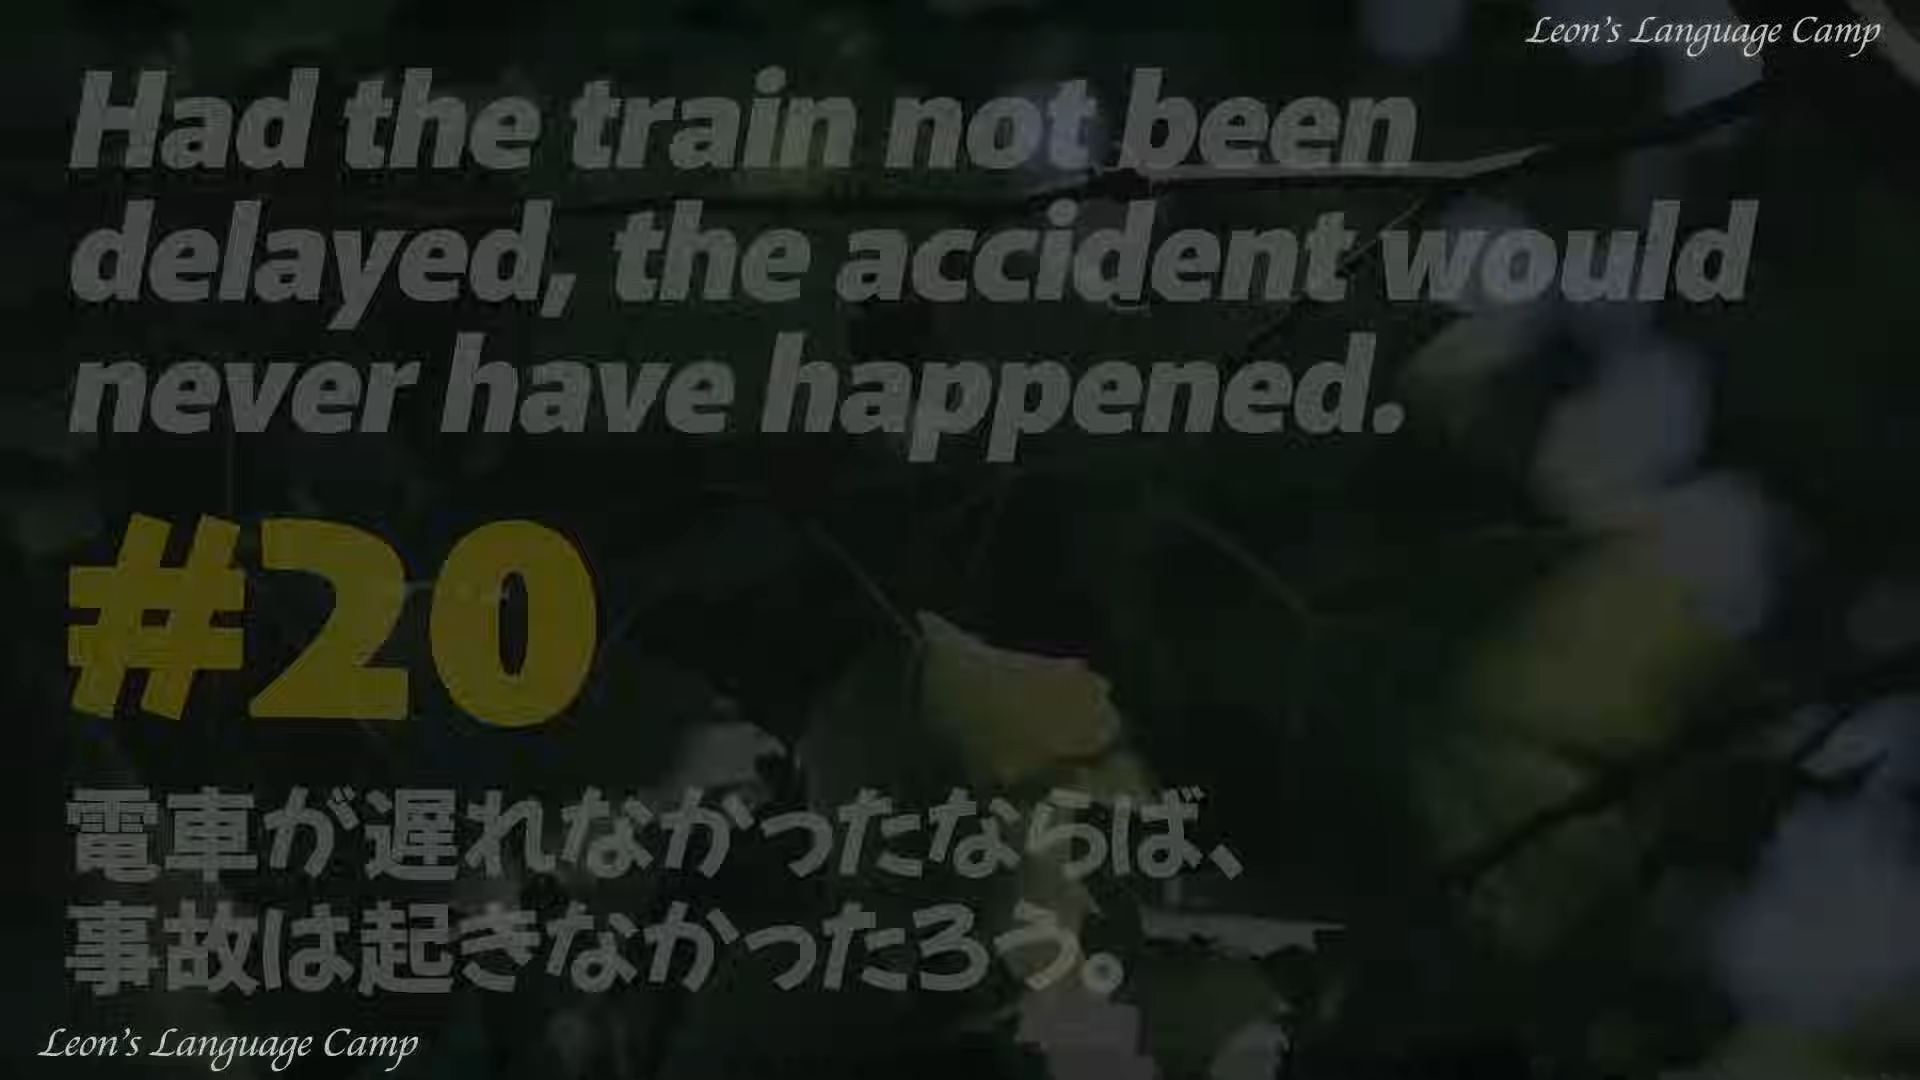 Leon's Language Camp
Had the train not been
delayed, the accident would
never have happened.
#20
電車が遅れなかったならば、
事故は起きなかったろう。
Leon's Language Camp